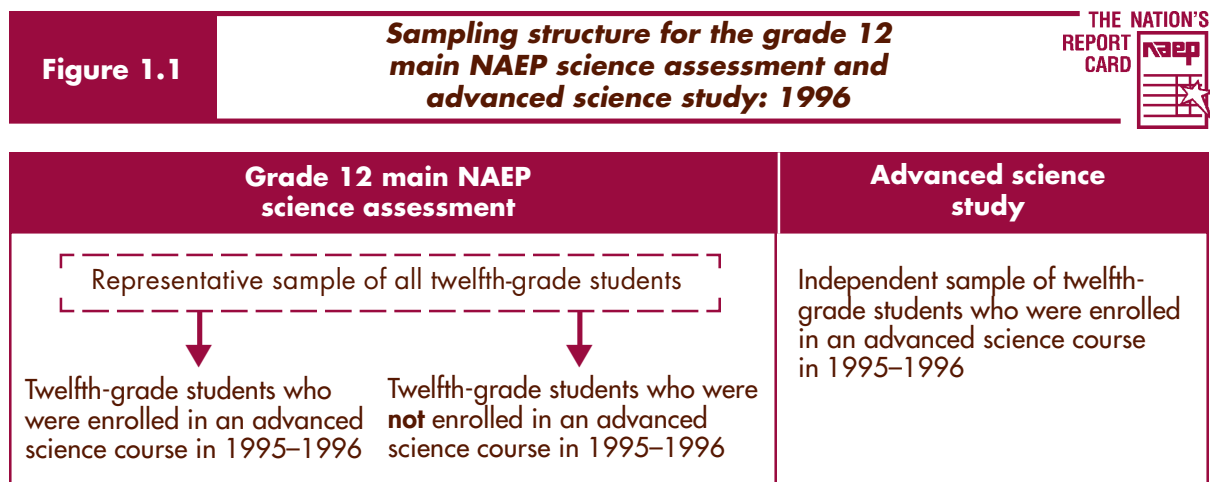 Figure 1.1
Sampling structure for the grade 12
main NAEP science assessment and
advanced science study: 1996
THE NATION'S
REPORT
CARD
naep
Grade 12 main NAEP
science assessment
Advanced science
study
Representative sample of all twelfth-grade students
Twelfth-grade students who
were enrolled in an advanced
science course in 1995–1996
Twelfth-grade students who were
not enrolled in an advanced
science course in 1995–1996
Independent sample of twelfth-
grade students who were enrolled
in an advanced science course
in 1995–1996